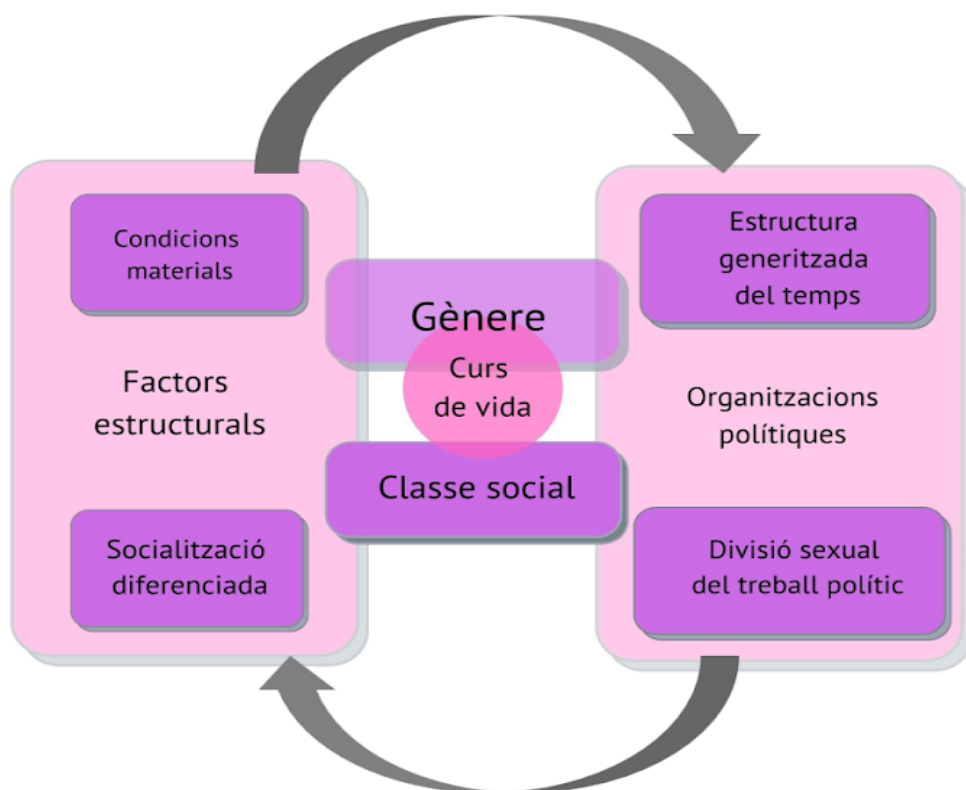 Condicions
materials
Factors
estructurals
Socialització
diferenciada
Gènere
Curs
de vida
Classe social
Estructura
generitzada
del temps
Organitzacions
polítiques
Divisió sexual
del treball polític